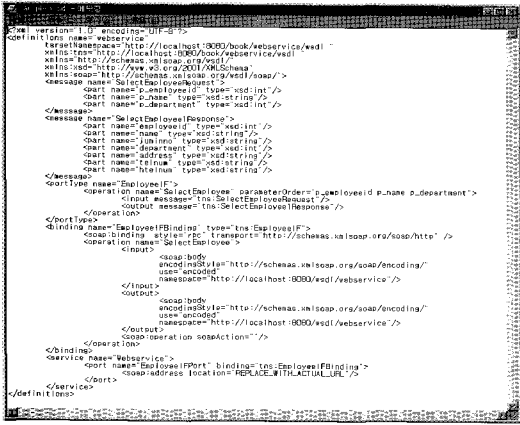 <?xml version="1.0" encoding="UTF-8"?>
<definitions name="webservice"
targetNamespace="http://localhost:8080/book/webservice/wsdl "
xmlns:tns="http://localhost:8080/book/webservice/wsdl
xmlns="http://schemas.xmlsoap.org/wsdl/"
xmlns:xsd="http://www.w3.org/2001/XMLSchema
xmlns:soap="http://schemas.xmlsoap.org/wsdl/soap/">
<message name="SelectEmployeeRequest">
<part name="p_employeeid" type="xsd:int"/>
<part name="p_name" type="xsd:string"/>
<part name="p_department" type="xsd:int"/>
</message>
<message name="SelectEmployeeResponse">
<part name="employeeid" type="xsd:int"/>
<part name="name" type="xsd:string"/>
<part name="juminno" type="xsd:string"/>
<part name="department" type="xsd:int"/>
<part name="address" type="xsd:string"/>
<part name="telnum" type="xsd:string"/>
<part name="htelnum" type="xsd:string"/>
</message>
<portType name="EmployeeIF">
<operation name="SelectEmployee" parameterOrder="p_employeeid p_name p_department">
<input message="tns:SelectEmployeeRequest"/>
<output message="tns:SelectEmployeeResponse"/>
</operation>
</portType>
<binding name="EmployeeIFBinding" type="tns:EmployeeIF">
<soap:binding style="rpc" transport="http://schemas.xmlsoap.org/soap/http" />
<operation name="SelectEmployee">
<input>
<soap:body
encodingStyle="http://schemas.xmlsoap.org/soap/encoding/"
use="encoded"
namespace="http://localhost:8080/wsdl/webservice"/>
</input>
<output>
<soap:body
encodingStyle="http://schemas.xmlsoap.org/soap/encoding/"
use="encoded"
namespace="http://localhost:8080/wsdl/webservice"/>
</output>
<soap:operation soapAction=""/>
</operation>
</binding>
<service name="Webservice">
<port name="EmployeeIFPort" binding="tns:EmployeeIFBinding">
<soap:address location="REPLACE_WITH_ACTUAL_URL"/>
</port>
</service>
</definitions>